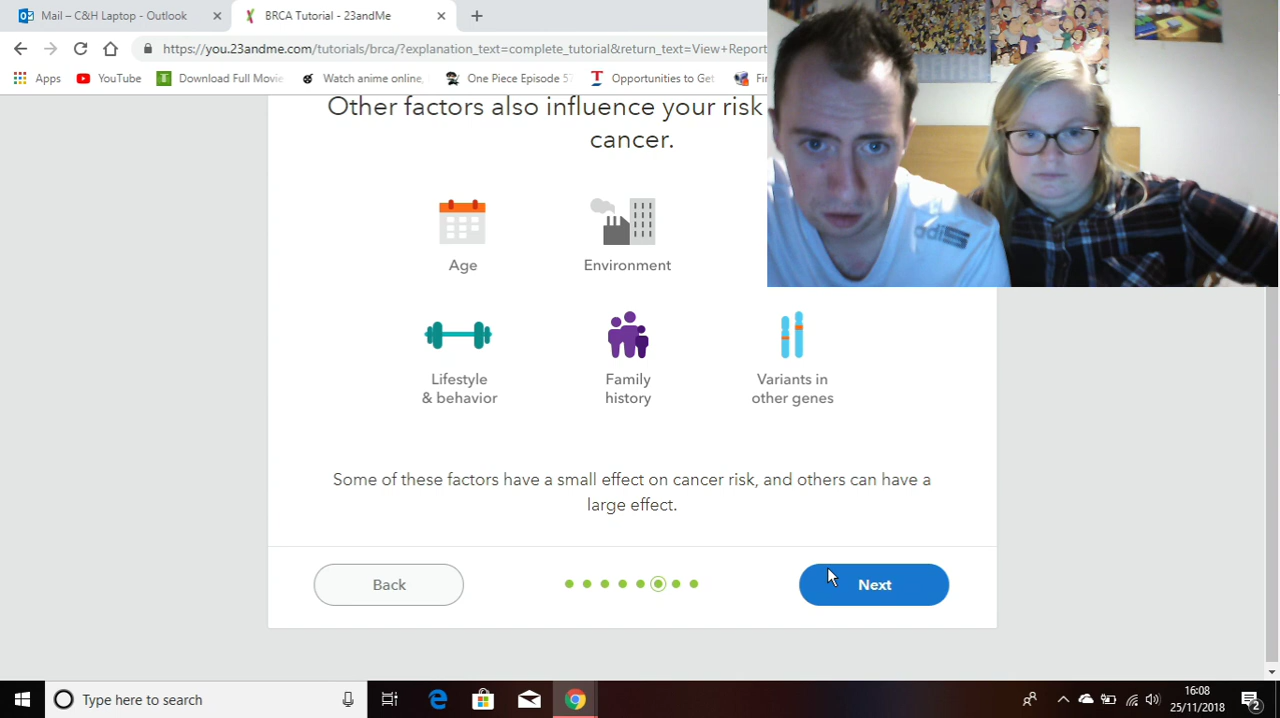 Mail – C&H Laptop - Outlook
BRCA Tutorial - 23andMe
https://you.23andme.com/tutorials/brca/?explanation_text=complete_tutorial&return_text=View+Report
Apps
YouTube
Download Full Movie
Watch anime online,
One Piece Episode 57
Opportunities to Get
Fir
Other factors also influence your risk
cancer.
Age
Environment
Lifestyle
& behavior
Family
history
Variants in
other genes
Some of these factors have a small effect on cancer risk, and others can have a
large effect.
Back
Next
Type here to search
16:08
25/11/2018
2